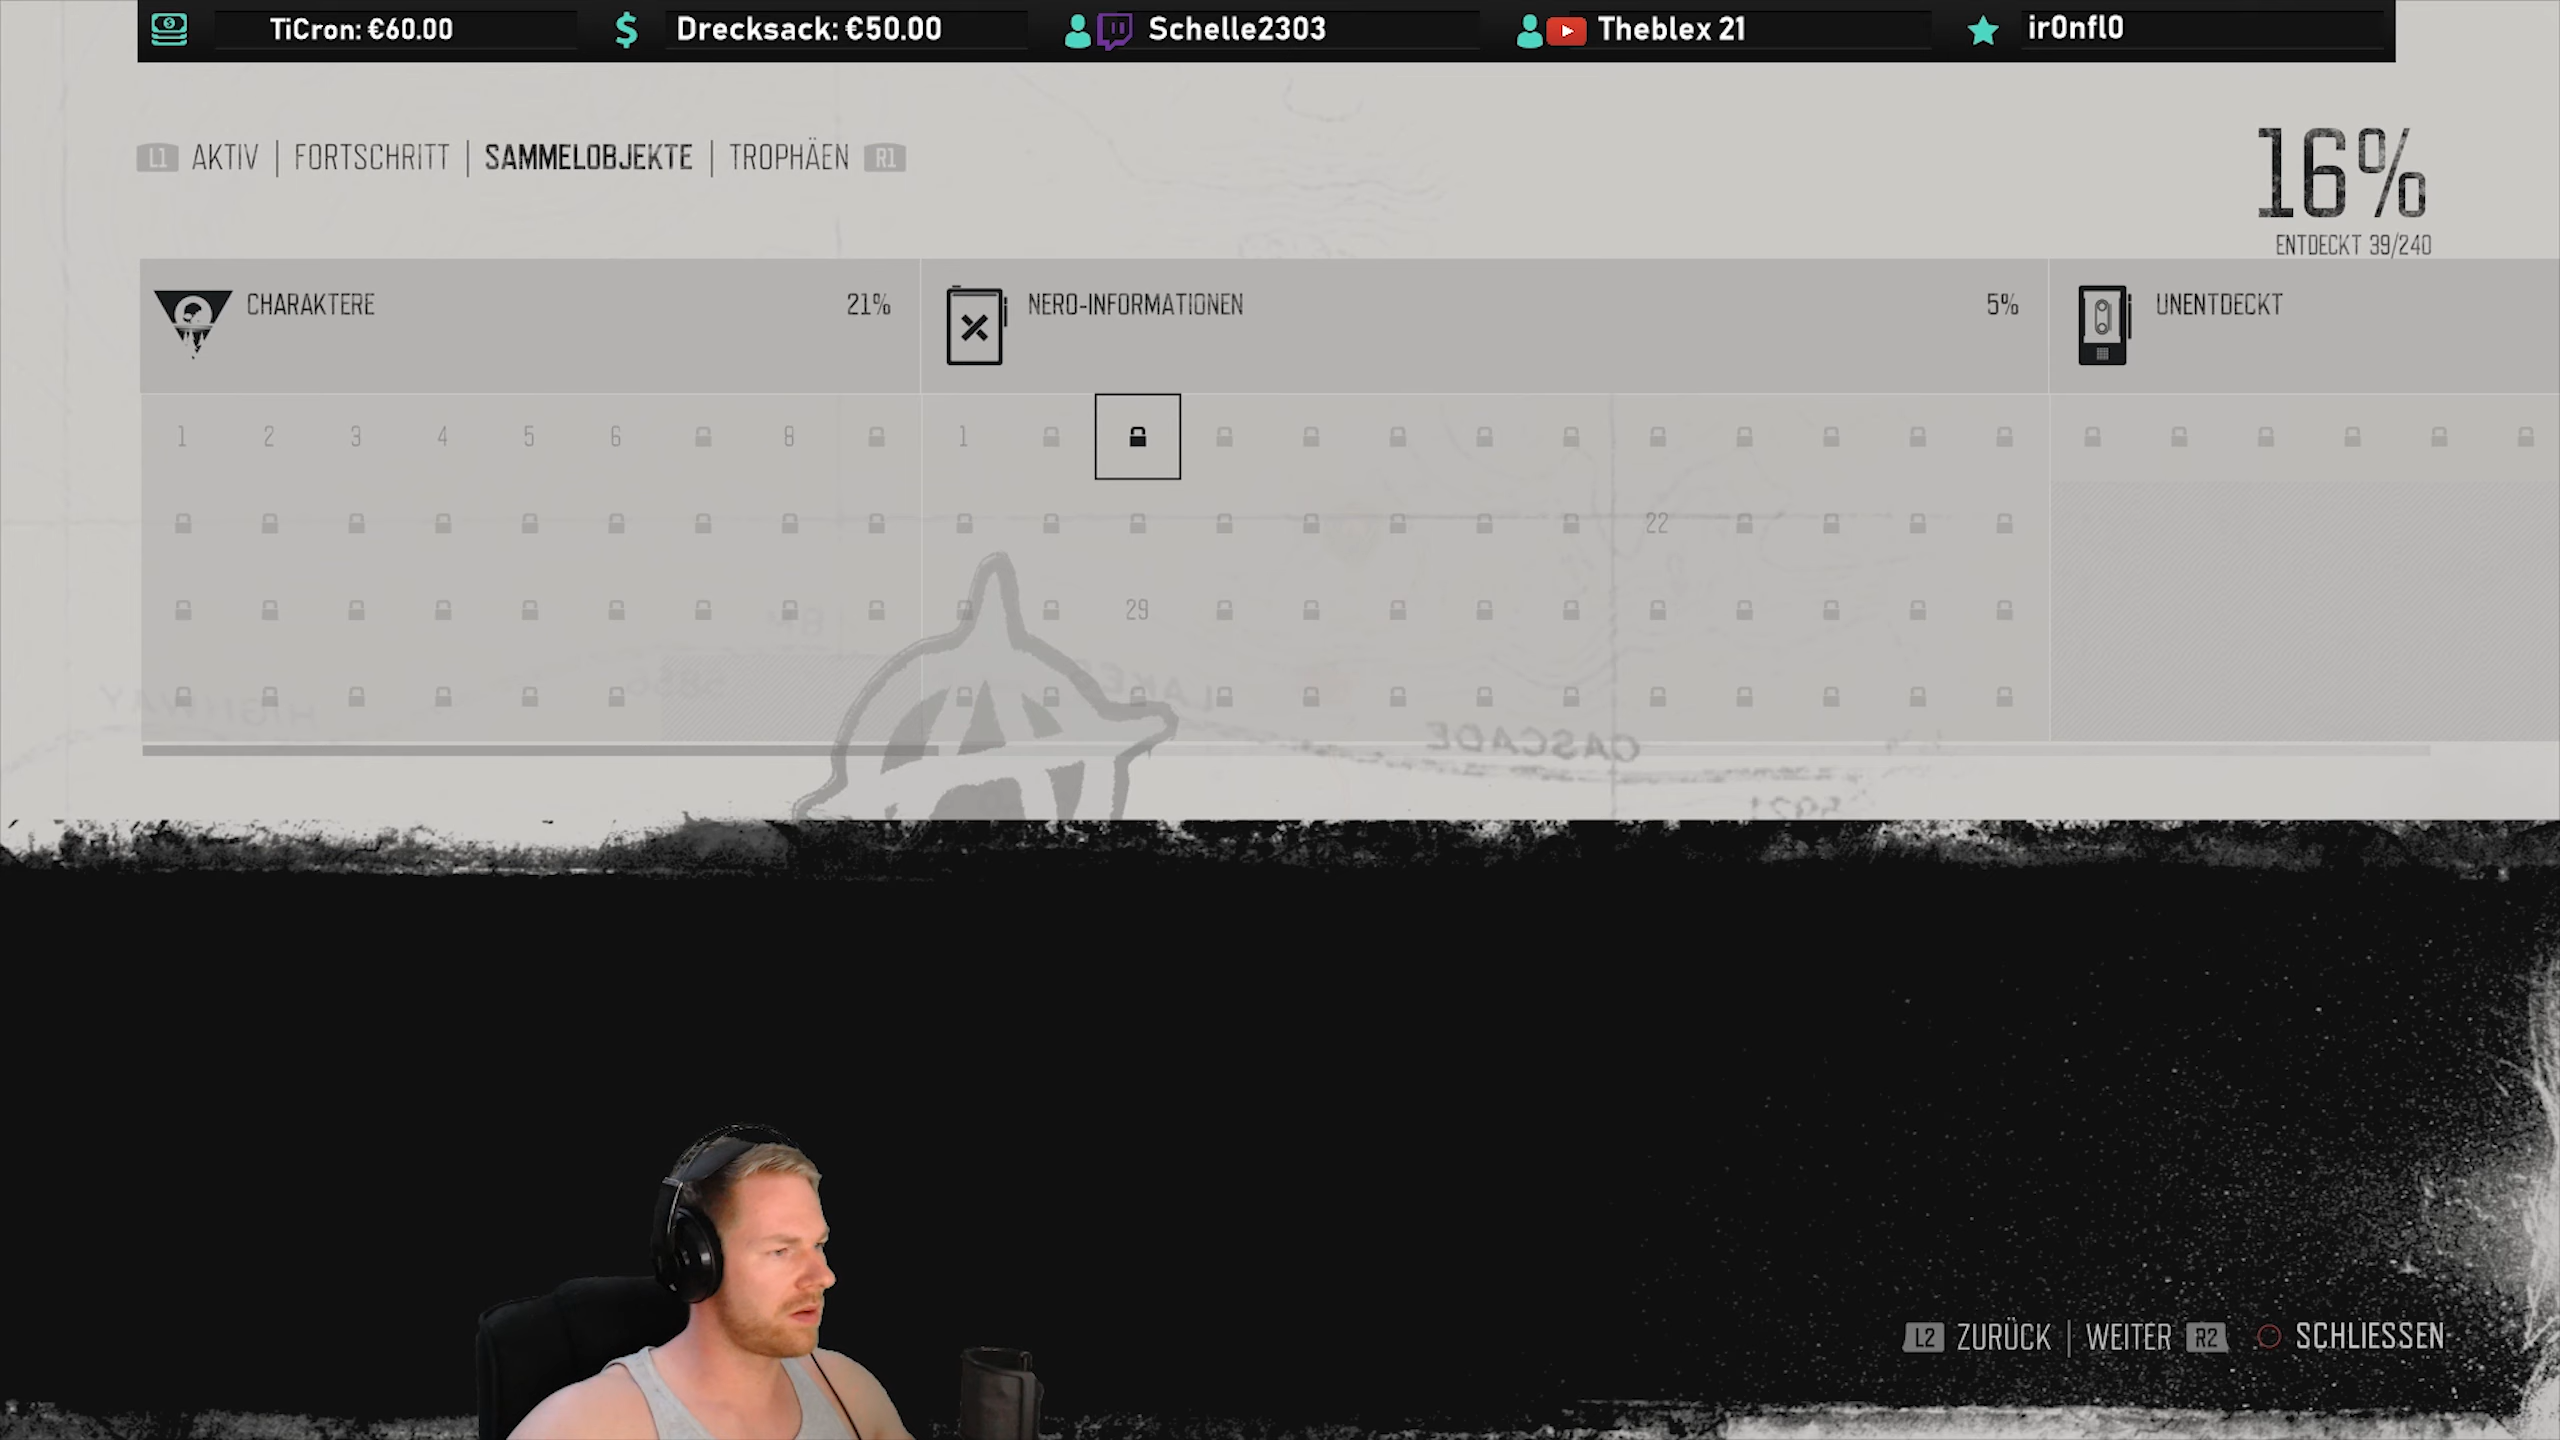 TiCron: €60.00
Drecksack: €50.00
Schelle2303
Theblex 21
ir0nfl0
L1 AKTIV | FORTSCHRITT | SAMMELOBJEKTE | TROPHÄEN R1
16%
ENTDECKT 39/240
CHARAKTERE 21%
NERO-INFORMATIONEN 5%
UNENTDECKT
1 2 3 4 5 6 8 1
22
29
HIGHWAY
LAKES
CASCADE
L2 ZURÜCK | WEITER R2 SCHLIESSEN